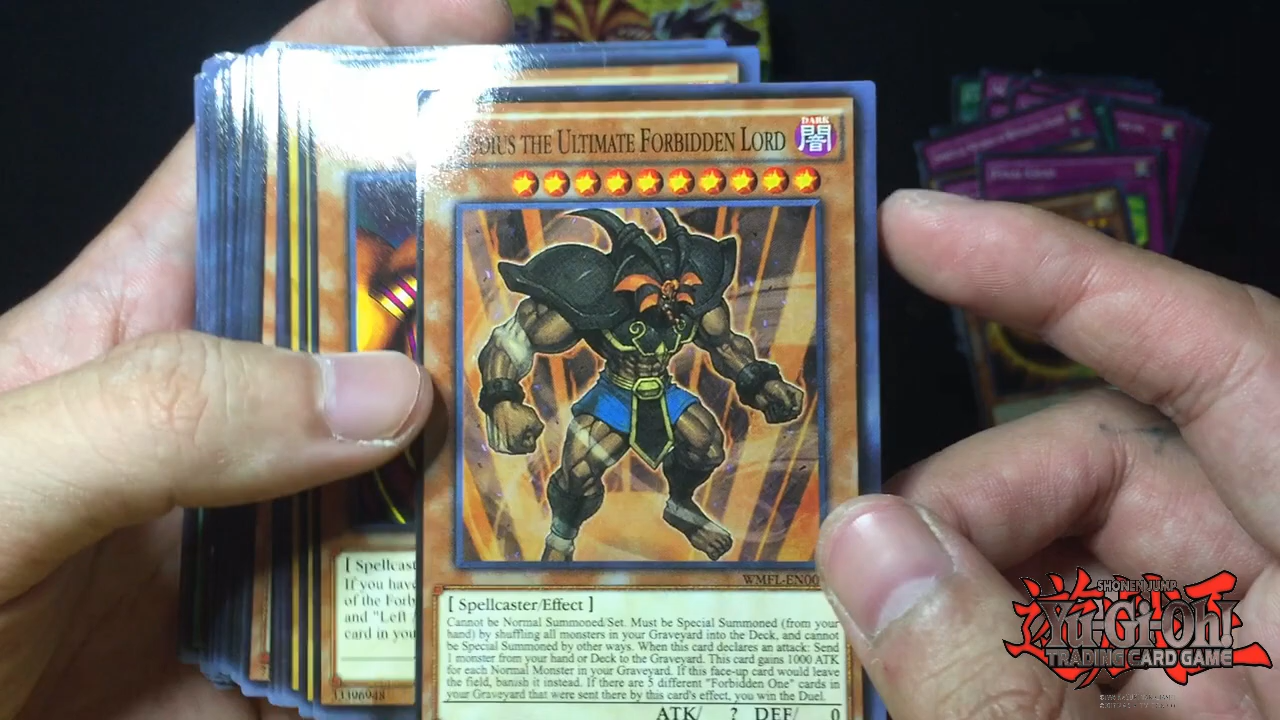 DIUS THE ULTIMATE FORBIDDEN LORD
DARK
闇
WMFL-EN00
[ Spellcaster/Effect ]
Cannot be Normal Summoned/Set. Must be Special Summoned (from your
hand) by shuffling all monsters in your Graveyard into the Deck, and cannot
be Special Summoned by other ways. When this card declares an attack: Send
1 monster from your hand or Deck to the Graveyard. This card gains 1000 ATK
for each Normal Monster in your Graveyard. If this face-up card would leave
the field, banish it instead. If there are 5 different "Forbidden One" cards in
your Graveyard that were sent there by this card's effect, you win the Duel.
ATK/ ? DEF/ 0
[ Spellcas
If you have
of the Forb
and "Left
card in you
33396948
SHONEN JUMP
遊戯王
Yu-Gi-Oh!
TRADING CARD GAME